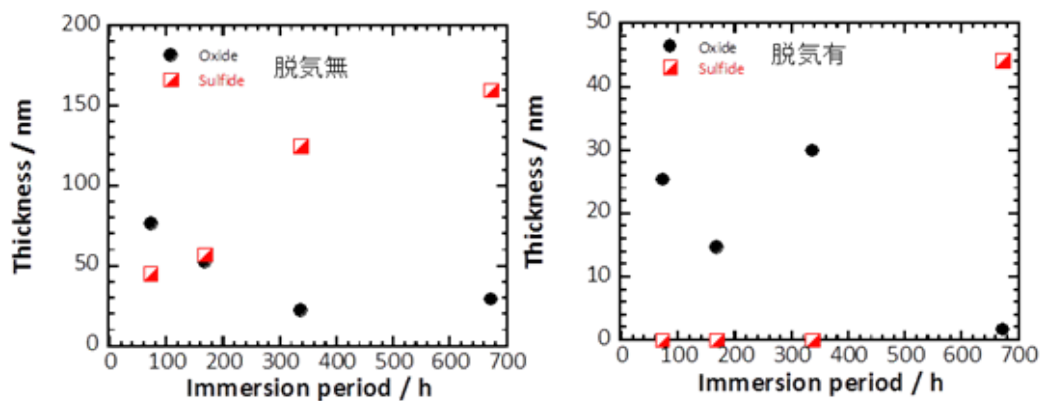 200
150
100
50
0
Oxide
Sulfide
脱気無
0 100 200 300 400 500 600 700
Thickness / nm
Immersion period / h
50
40
30
20
10
0
Oxide
Sulfide
脱気有
0 100 200 300 400 500 600 700
Thickness / nm
Immersion period / h